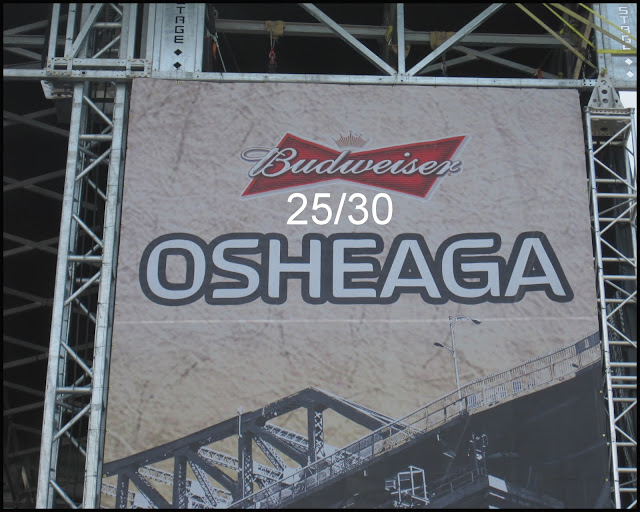 STAGE
STAGE
Budweiser
25/30
OSHEAGA